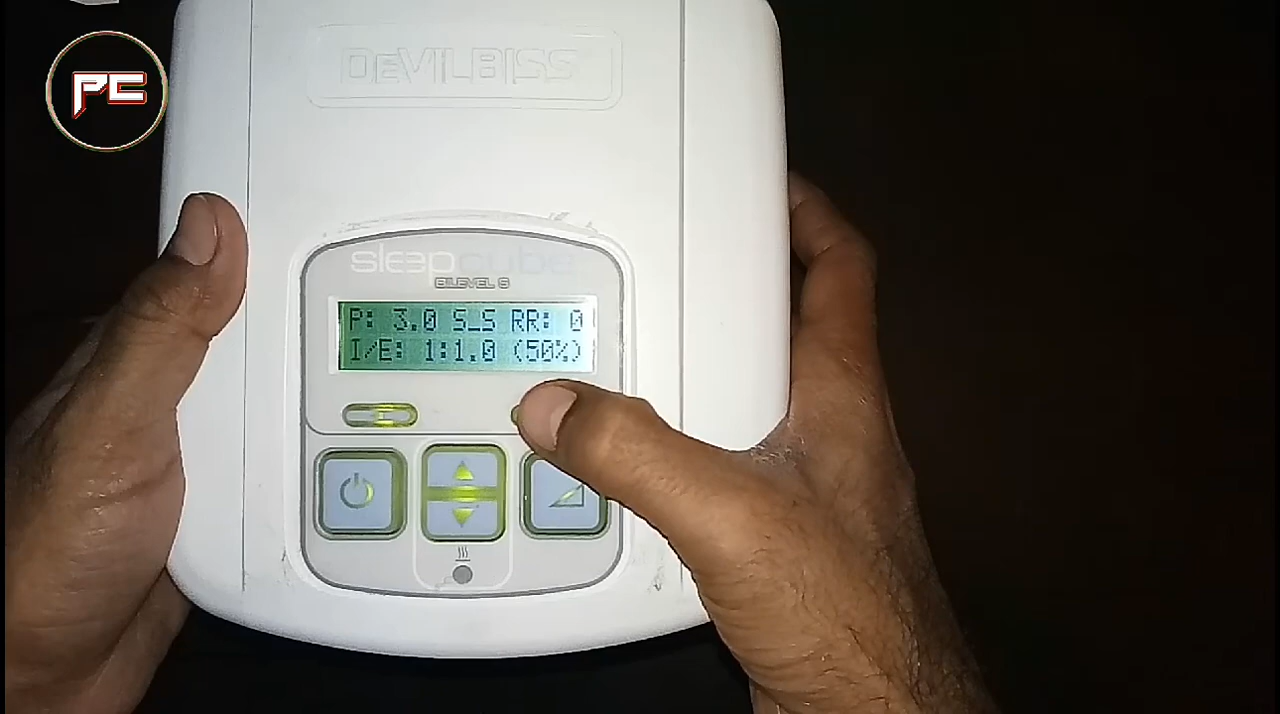 PC
DEVILBISS
sleepcube
BILEVEL S
P: 3.0 S_S RR: 0
I/E: 1:1.0 (50%)